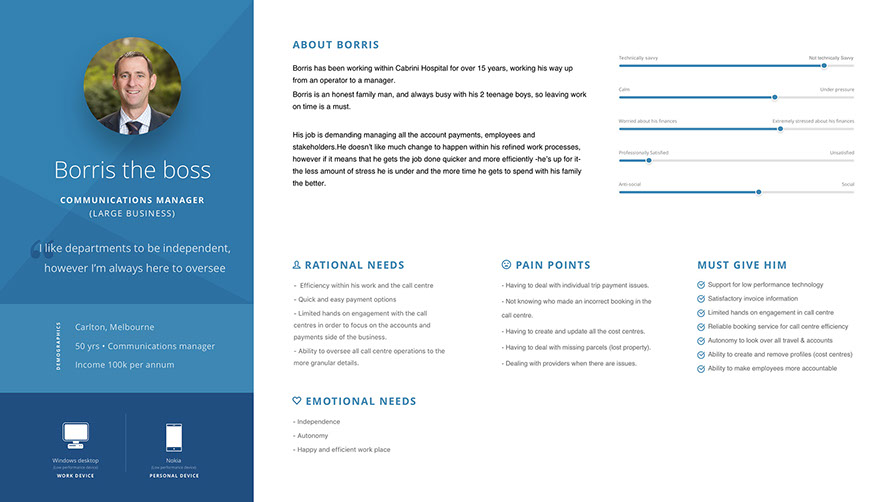 Borris the boss
COMMUNICATIONS MANAGER
(LARGE BUSINESS)
I like departments to be independent,
however I'm always here to oversee
DEMOGRAPHICS
Carlton, Melbourne
50 yrs • Communications manager
Income 100k per annum
Windows desktop
(Low performance device)
WORK DEVICE
Nokia
(Low performance device)
PERSONAL DEVICE
ABOUT BORRIS
Borris has been working within Cabrini Hospital for over 15 years, working his way up
from an operator to a manager.
Borris is an honest family man, and always busy with his 2 teenage boys, so leaving work
on time is a must.
His job is demanding managing all the account payments, employees and
stakeholders.He doesn't like much change to happen within his refined work processes,
however if it means that he gets the job done quicker and more efficiently -he's up for it-
the less amount of stress he is under and the more time he gets to spend with his family
the better.
Technically savvy Not technically Savvy
Calm Under pressure
Worried about his finances Extremely stressed about his finances
Professionally Satisfied Unsatisfied
Anti-social Social
RATIONAL NEEDS
- Efficiency within his work and the call centre
- Quick and easy payment options
- Limited hands on engagement with the call
centres in order to focus on the accounts and
payments side of the business.
- Ability to oversee all call centre operations to the
more granular details.
EMOTIONAL NEEDS
- Independence
- Autonomy
- Happy and efficient work place
PAIN POINTS
- Having to deal with individual trip payment issues.
- Not knowing who made an incorrect booking in the
call centre.
- Having to create and update all the cost centres.
- Having to deal with missing parcels (lost property).
- Dealing with providers when there are issues.
MUST GIVE HIM
Support for low performance technology
Satisfactory invoice information
Limited hands on engagement in call centre
Reliable booking service for call centre efficiency
Autonomy to look over all travel & accounts
Ability to create and remove profiles (cost centres)
Ability to make employees more accountable